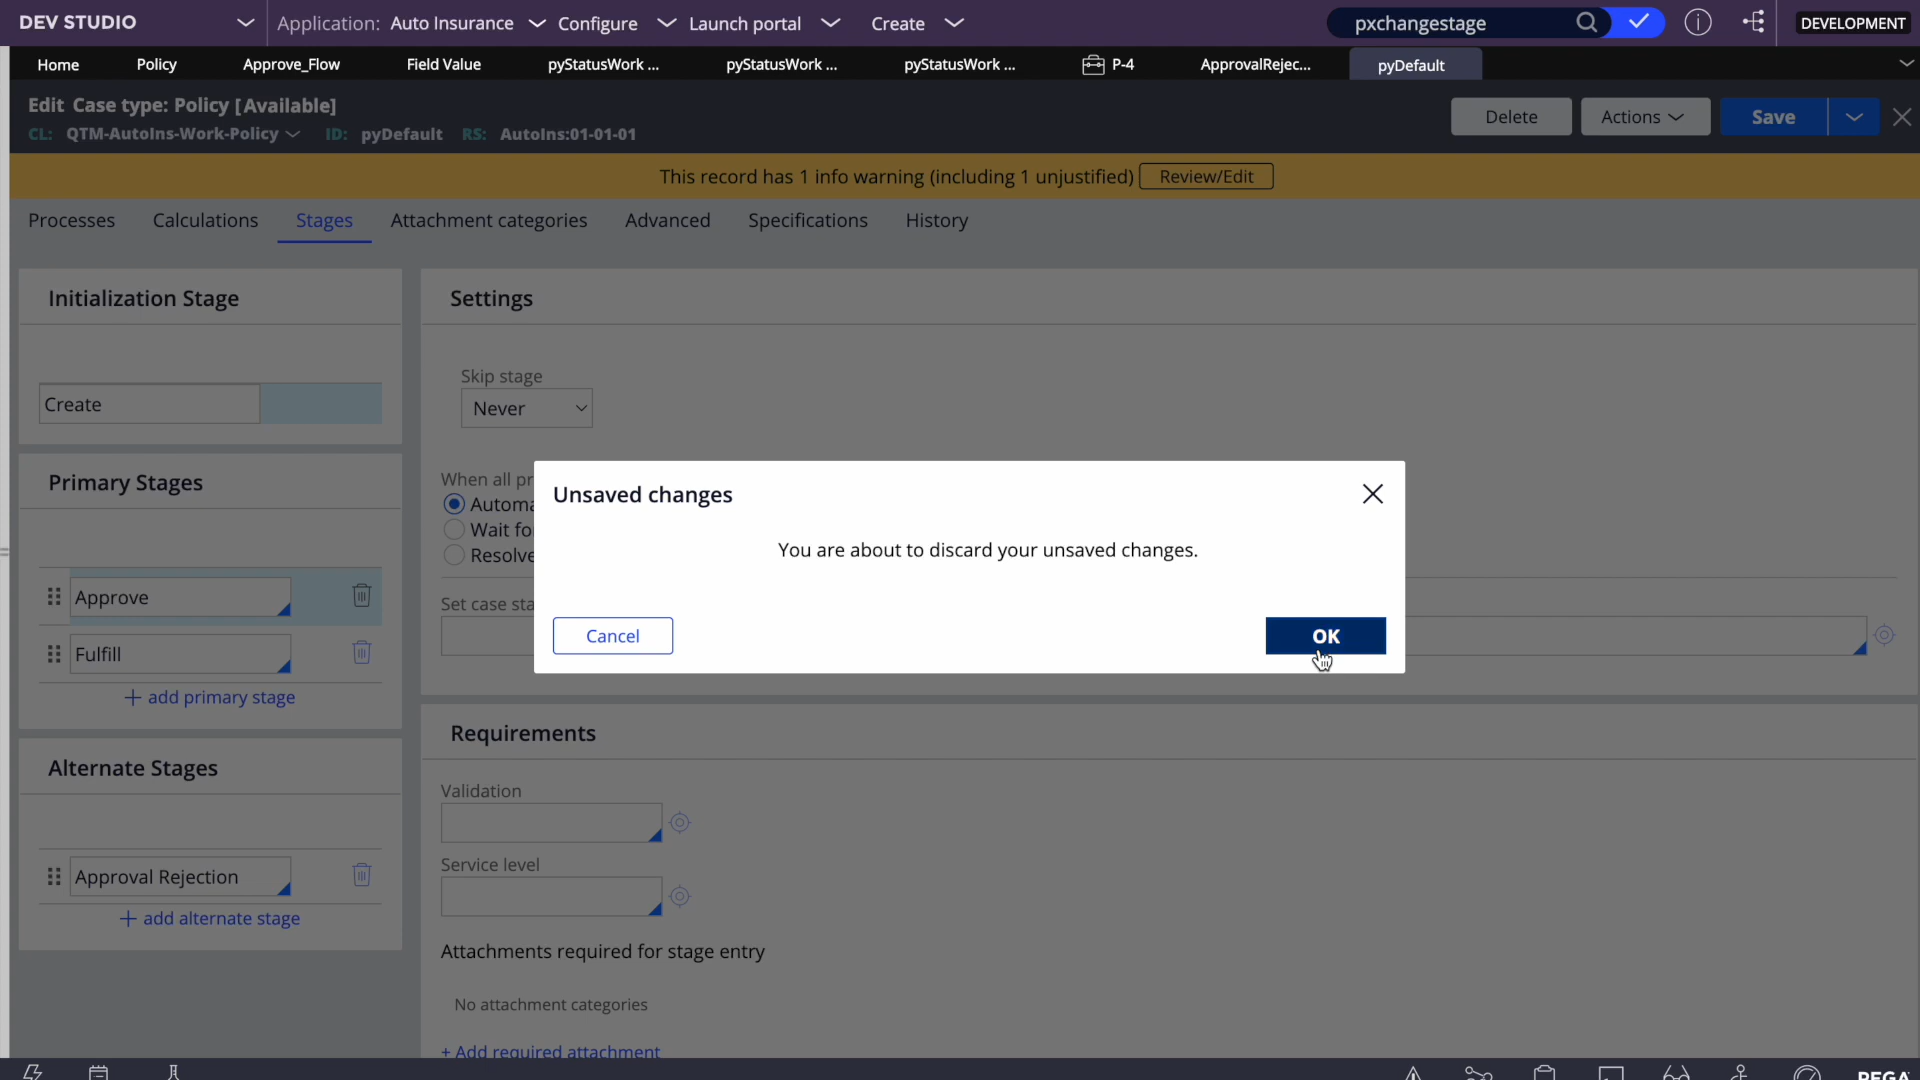 DEV STUDIO
Application: Auto Insurance
Configure
Launch portal
Create
pxchangestage
DEVELOPMENT
Home
Policy
Approve_Flow
Field Value
pyStatusWork ...
pyStatusWork ...
pyStatusWork ...
P-4
ApprovalRejec...
pyDefault
Edit Case type: Policy [Available]
CL: QTM-AutoIns-Work-Policy ID: pyDefault RS: AutoIns:01-01-01
Delete
Actions
Save
This record has 1 info warning (including 1 unjustified)
Review/Edit
Processes
Calculations
Stages
Attachment categories
Advanced
Specifications
History
Initialization Stage
Create
Primary Stages
Approve
Fulfill
+ add primary stage
Alternate Stages
Approval Rejection
+ add alternate stage
Settings
Skip stage
Never
When all pr
Automa
Wait fo
Resolve
Set case sta
Unsaved changes
You are about to discard your unsaved changes.
Cancel
OK
Requirements
Validation
Service level
Attachments required for stage entry
No attachment categories
+ Add required attachment
PEGA